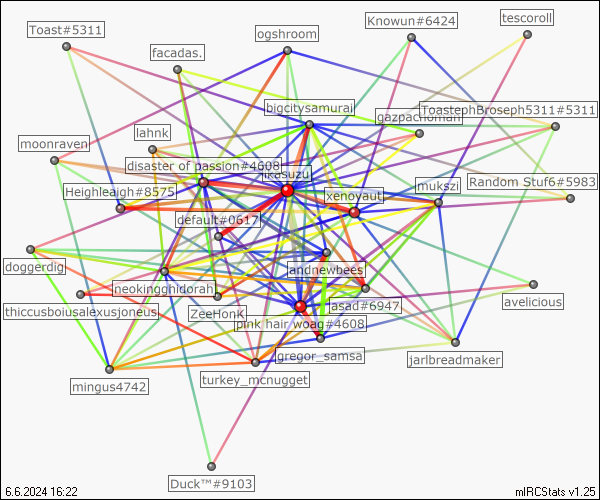 tescoroll
Knowun#6424
Toast#5311
ogshroom
facadas.
bigcitysamurai
ToastephBroseph5311#5311
gazpachoman
lahnk
moonraven
disaster of passion#4608
likasuzu
Random Stuf6#5983
Heighleaigh#8575
xenoyaut
mukszi
default#0617
doggerdig
andnewbees
neokingghidorah
avelicious
thiccusboiusalexusjoneus
ZeeHonK
asad#6947
pink hair woag#4608
gregor_samsa
jarlbreadmaker
turkey_mcnugget
mingus4742
Duck™#9103
6.6.2024 16:22
mIRCStats v1.25